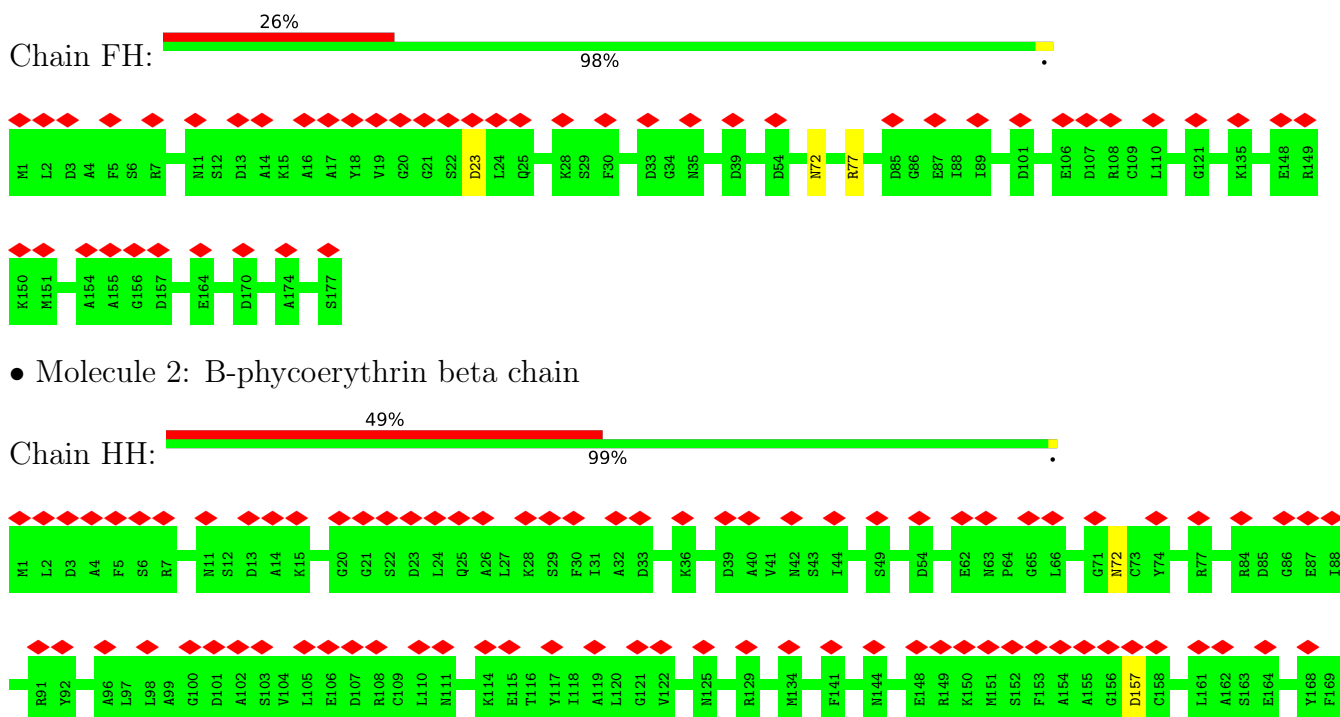 26%
Chain FH:
98%
•
M1 L2 D3 A4 F5 S6 R7 N11 S12 D13 A14 K15 A16 A17 Y18 V19 G20 G21 S22 D23 L24 Q25 K28 S29 F30 D33 G34 N35 D39 D54 N72 R77 D85 G86 E87 I88 I89 D101 E106 D107 R108 C109 L110 G121 K135 E148 R149
K150 M151 A154 A155 G156 D157 E164 D170 A174 S177
• Molecule 2: B-phycoerythrin beta chain
49%
Chain HH:
99%
•
M1 L2 D3 A4 F5 S6 R7 N11 S12 D13 A14 K15 G20 G21 S22 D23 L24 Q25 A26 L27 K28 S29 F30 I31 A32 D33 K36 D39 A40 V41 N42 S43 I44 S49 D54 E62 N63 P64 G65 L66 G71 N72 C73 Y74 R77 R84 D85 G86 E87 I88
R91 Y92 A96 L97 L98 A99 G100 D101 A102 S103 V104 L105 E106 D107 R108 C109 L110 N111 K114 E115 T116 Y117 I118 A119 L120 G121 V122 N125 R129 M134 F141 N144 E148 R149 K150 M151 S152 F153 A154 A155 G156 D157 C158 L161 A162 S163 E164 Y168 F169